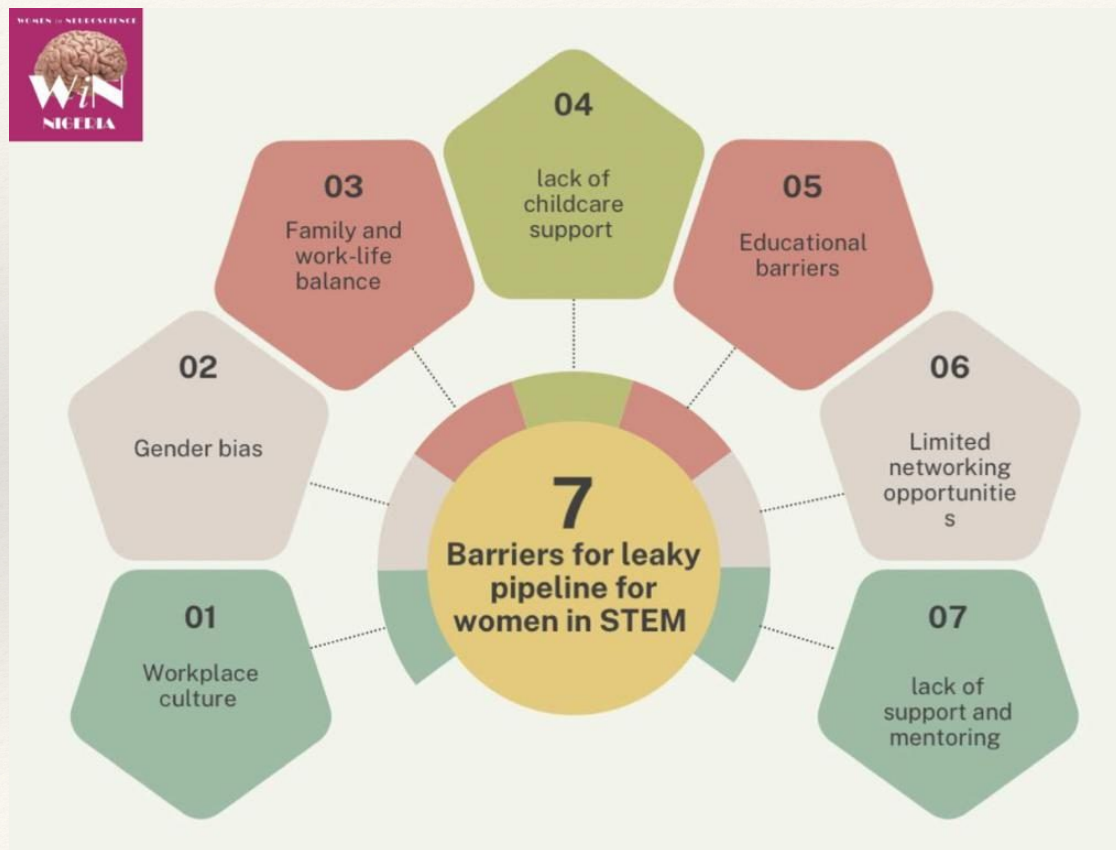 WOMEN in NEUROSCIENCE
WiN
NIGERIA
04
lack of
childcare
support
03
Family and
work-life
balance
05
Educational
barriers
02
Gender bias
06
Limited
networking
opportunitie
s
7
Barriers for leaky
pipeline for
women in STEM
01
Workplace
culture
07
lack of
support and
mentoring